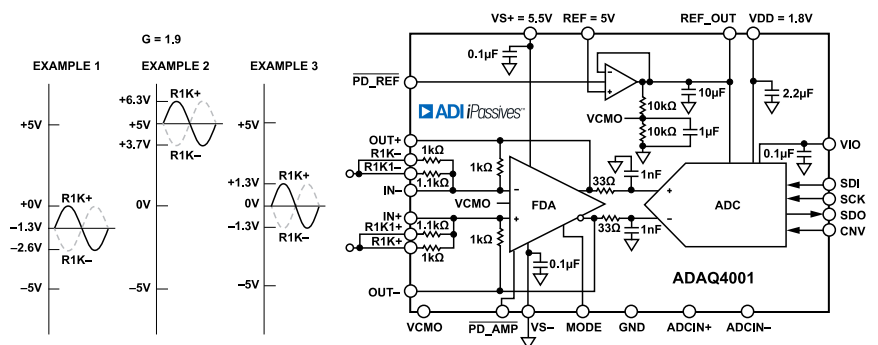 G = 1.9
EXAMPLE 1
+5V
R1K+
+0V
–1.3V
–2.6V
R1K–
–5V
EXAMPLE 2
R1K+
+6.3V
+5V
+3.7V
R1K–
0V
–5V
EXAMPLE 3
+5V
R1K+
+1.3V
0V
–1.3V
R1K–
–5V
VS+ = 5.5V
REF = 5V
REF_OUT
VDD = 1.8V
0.1µF
PD_REF
10µF
2.2µF
ADI iPassives™
10kΩ
VCMO
10kΩ
1µF
OUT+
R1K–
1kΩ
R1K1–
1.1kΩ
IN–
1kΩ
VCMO
IN+
R1K1+
1.1kΩ
R1K+
1kΩ
1kΩ
OUT–
–
FDA
+
33Ω
1nF
33Ω
1nF
+
ADC
–
0.1µF
0.1µF
VIO
SDI
SCK
SDO
CNV
ADAQ4001
VCMO
PD_AMP
VS–
MODE
GND
ADCIN+
ADCIN–